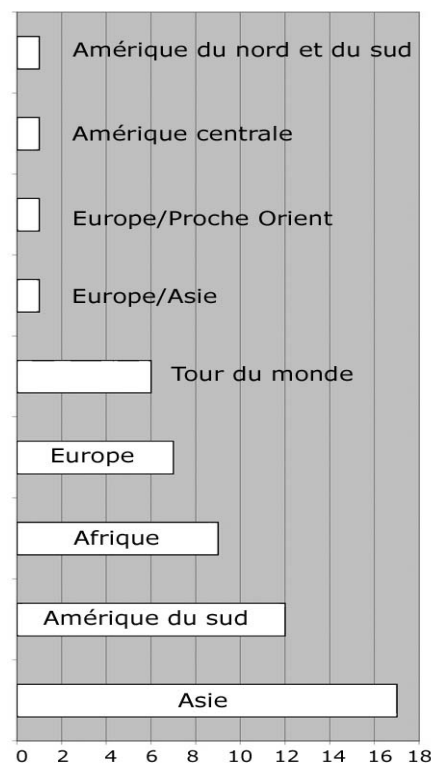 Amérique du nord et du sud
Amérique centrale
Europe/Proche Orient
Europe/Asie
Tour du monde
Europe
Afrique
Amérique du sud
Asie
0 2 4 6 8 10 12 14 16 18